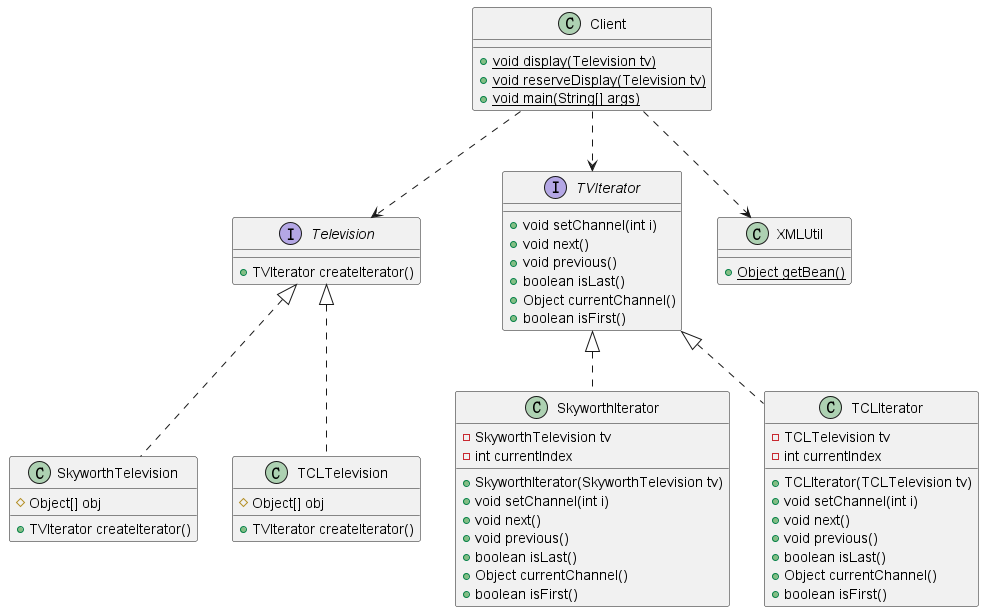 C Client
void display(Television tv)
void reserveDisplay(Television tv)
void main(String[] args)
I Television
TVIterator createIterator()
I TVIterator
void setChannel(int i)
void next()
void previous()
boolean isLast()
Object currentChannel()
boolean isFirst()
C XMLUtil
Object getBean()
C SkyworthTelevision
Object[] obj
TVIterator createIterator()
C TCLTelevision
Object[] obj
TVIterator createIterator()
C SkyworthIterator
SkyworthTelevision tv
int currentIndex
SkyworthIterator(SkyworthTelevision tv)
void setChannel(int i)
void next()
void previous()
boolean isLast()
Object currentChannel()
boolean isFirst()
C TCLIterator
TCLTelevision tv
int currentIndex
TCLIterator(TCLTelevision tv)
void setChannel(int i)
void next()
void previous()
boolean isLast()
Object currentChannel()
boolean isFirst()